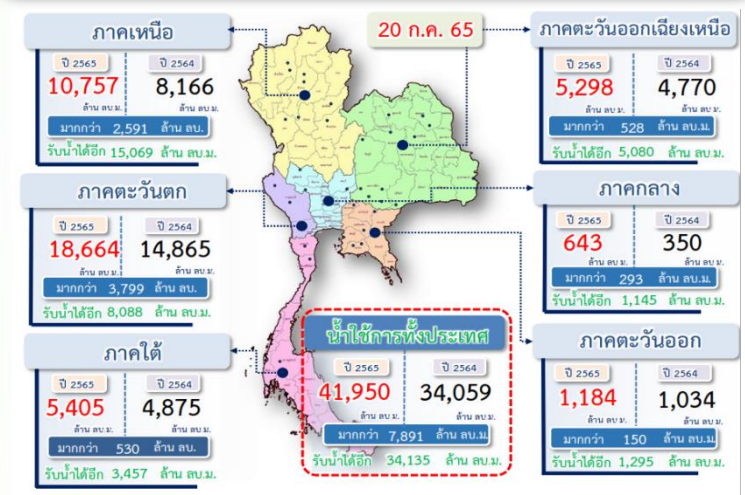 20 ก.ค. 65
ภาคเหนือ
ปี 2565 ปี 2564
10,757 8,166
ล้าน ลบ.ม. ล้าน ลบ.ม.
มากกว่า 2,591 ล้าน ลบ.
รับน้ำได้อีก 15,069 ล้าน ลบ.ม.
ภาคตะวันตก
ปี 2565 ปี 2564
18,664 14,865
ล้าน ลบ.ม. ล้าน ลบ.ม.
มากกว่า 3,799 ล้าน ลบ.
รับน้ำได้อีก 8,088 ล้าน ลบ.ม.
ภาคใต้
ปี 2565 ปี 2564
5,405 4,875
ล้าน ลบ.ม. ล้าน ลบ.ม.
มากกว่า 530 ล้าน ลบ.
รับน้ำได้อีก 3,457 ล้าน ลบ.ม.
น้ำใช้การทั้งประเทศ
ปี 2565 ปี 2564
41,950 34,059
ล้าน ลบ.ม. ล้าน ลบ.ม.
มากกว่า 7,891 ล้าน ลบ.ม.
รับน้ำได้อีก 34,135 ล้าน ลบ.ม.
ภาคตะวันออกเฉียงเหนือ
ปี 2565 ปี 2564
5,298 4,770
ล้าน ลบ.ม. ล้าน ลบ.ม.
มากกว่า 528 ล้าน ลบ.ม.
รับน้ำได้อีก 5,080 ล้าน ลบ.ม.
ภาคกลาง
ปี 2565 ปี 2564
643 350
ล้าน ลบ.ม. ล้าน ลบ.ม.
มากกว่า 293 ล้าน ลบ.ม.
รับน้ำได้อีก 1,145 ล้าน ลบ.ม.
ภาคตะวันออก
ปี 2565 ปี 2564
1,184 1,034
ล้าน ลบ.ม. ล้าน ลบ.ม.
มากกว่า 150 ล้าน ลบ.ม.
รับน้ำได้อีก 1,295 ล้าน ลบ.ม.